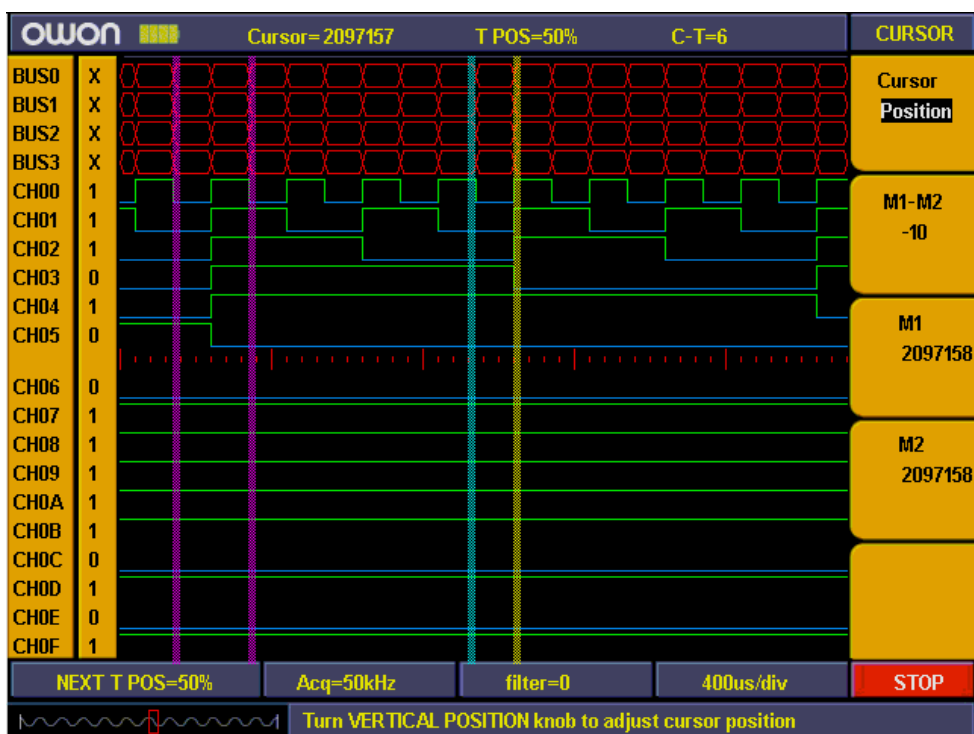 owon Cursor=2097157 T POS=50% C-T=6 CURSOR
BUS0 X
BUS1 X
BUS2 X
BUS3 X
CH00 1
CH01 1
CH02 1
CH03 0
CH04 1
CH05 0
CH06 0
CH07 1
CH08 1
CH09 1
CH0A 1
CH0B 1
CH0C 0
CH0D 1
CH0E 0
CH0F 1
Cursor
Position
M1-M2
-10
M1
2097158
M2
2097158
NEXT T POS=50% Acq=50kHz filter=0 400us/div STOP
Turn VERTICAL POSITION knob to adjust cursor position